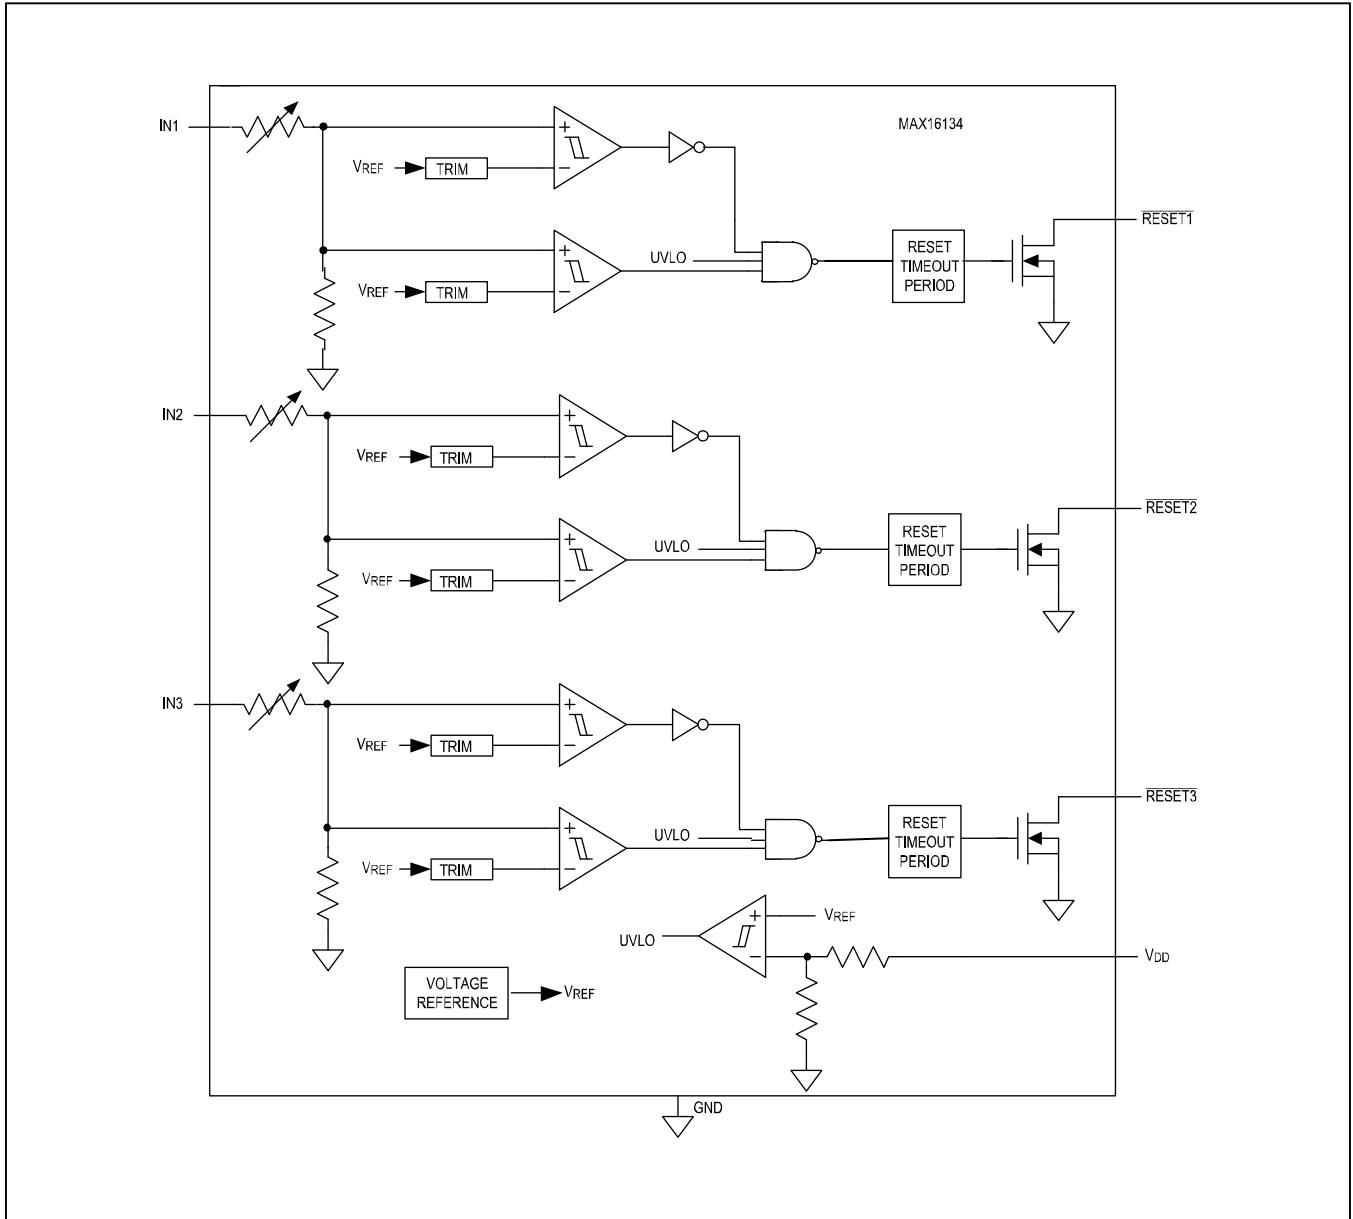 MAX16134
IN1
VREF
TRIM
+
−
RESET1
UVLO
+
−
VREF
TRIM
RESET
TIMEOUT
PERIOD
IN2
VREF
TRIM
+
−
RESET2
UVLO
+
−
VREF
TRIM
RESET
TIMEOUT
PERIOD
IN3
VREF
TRIM
+
−
RESET3
UVLO
+
−
VREF
TRIM
RESET
TIMEOUT
PERIOD
+
−
VREF
UVLO
VDD
VOLTAGE
REFERENCE
VREF
GND